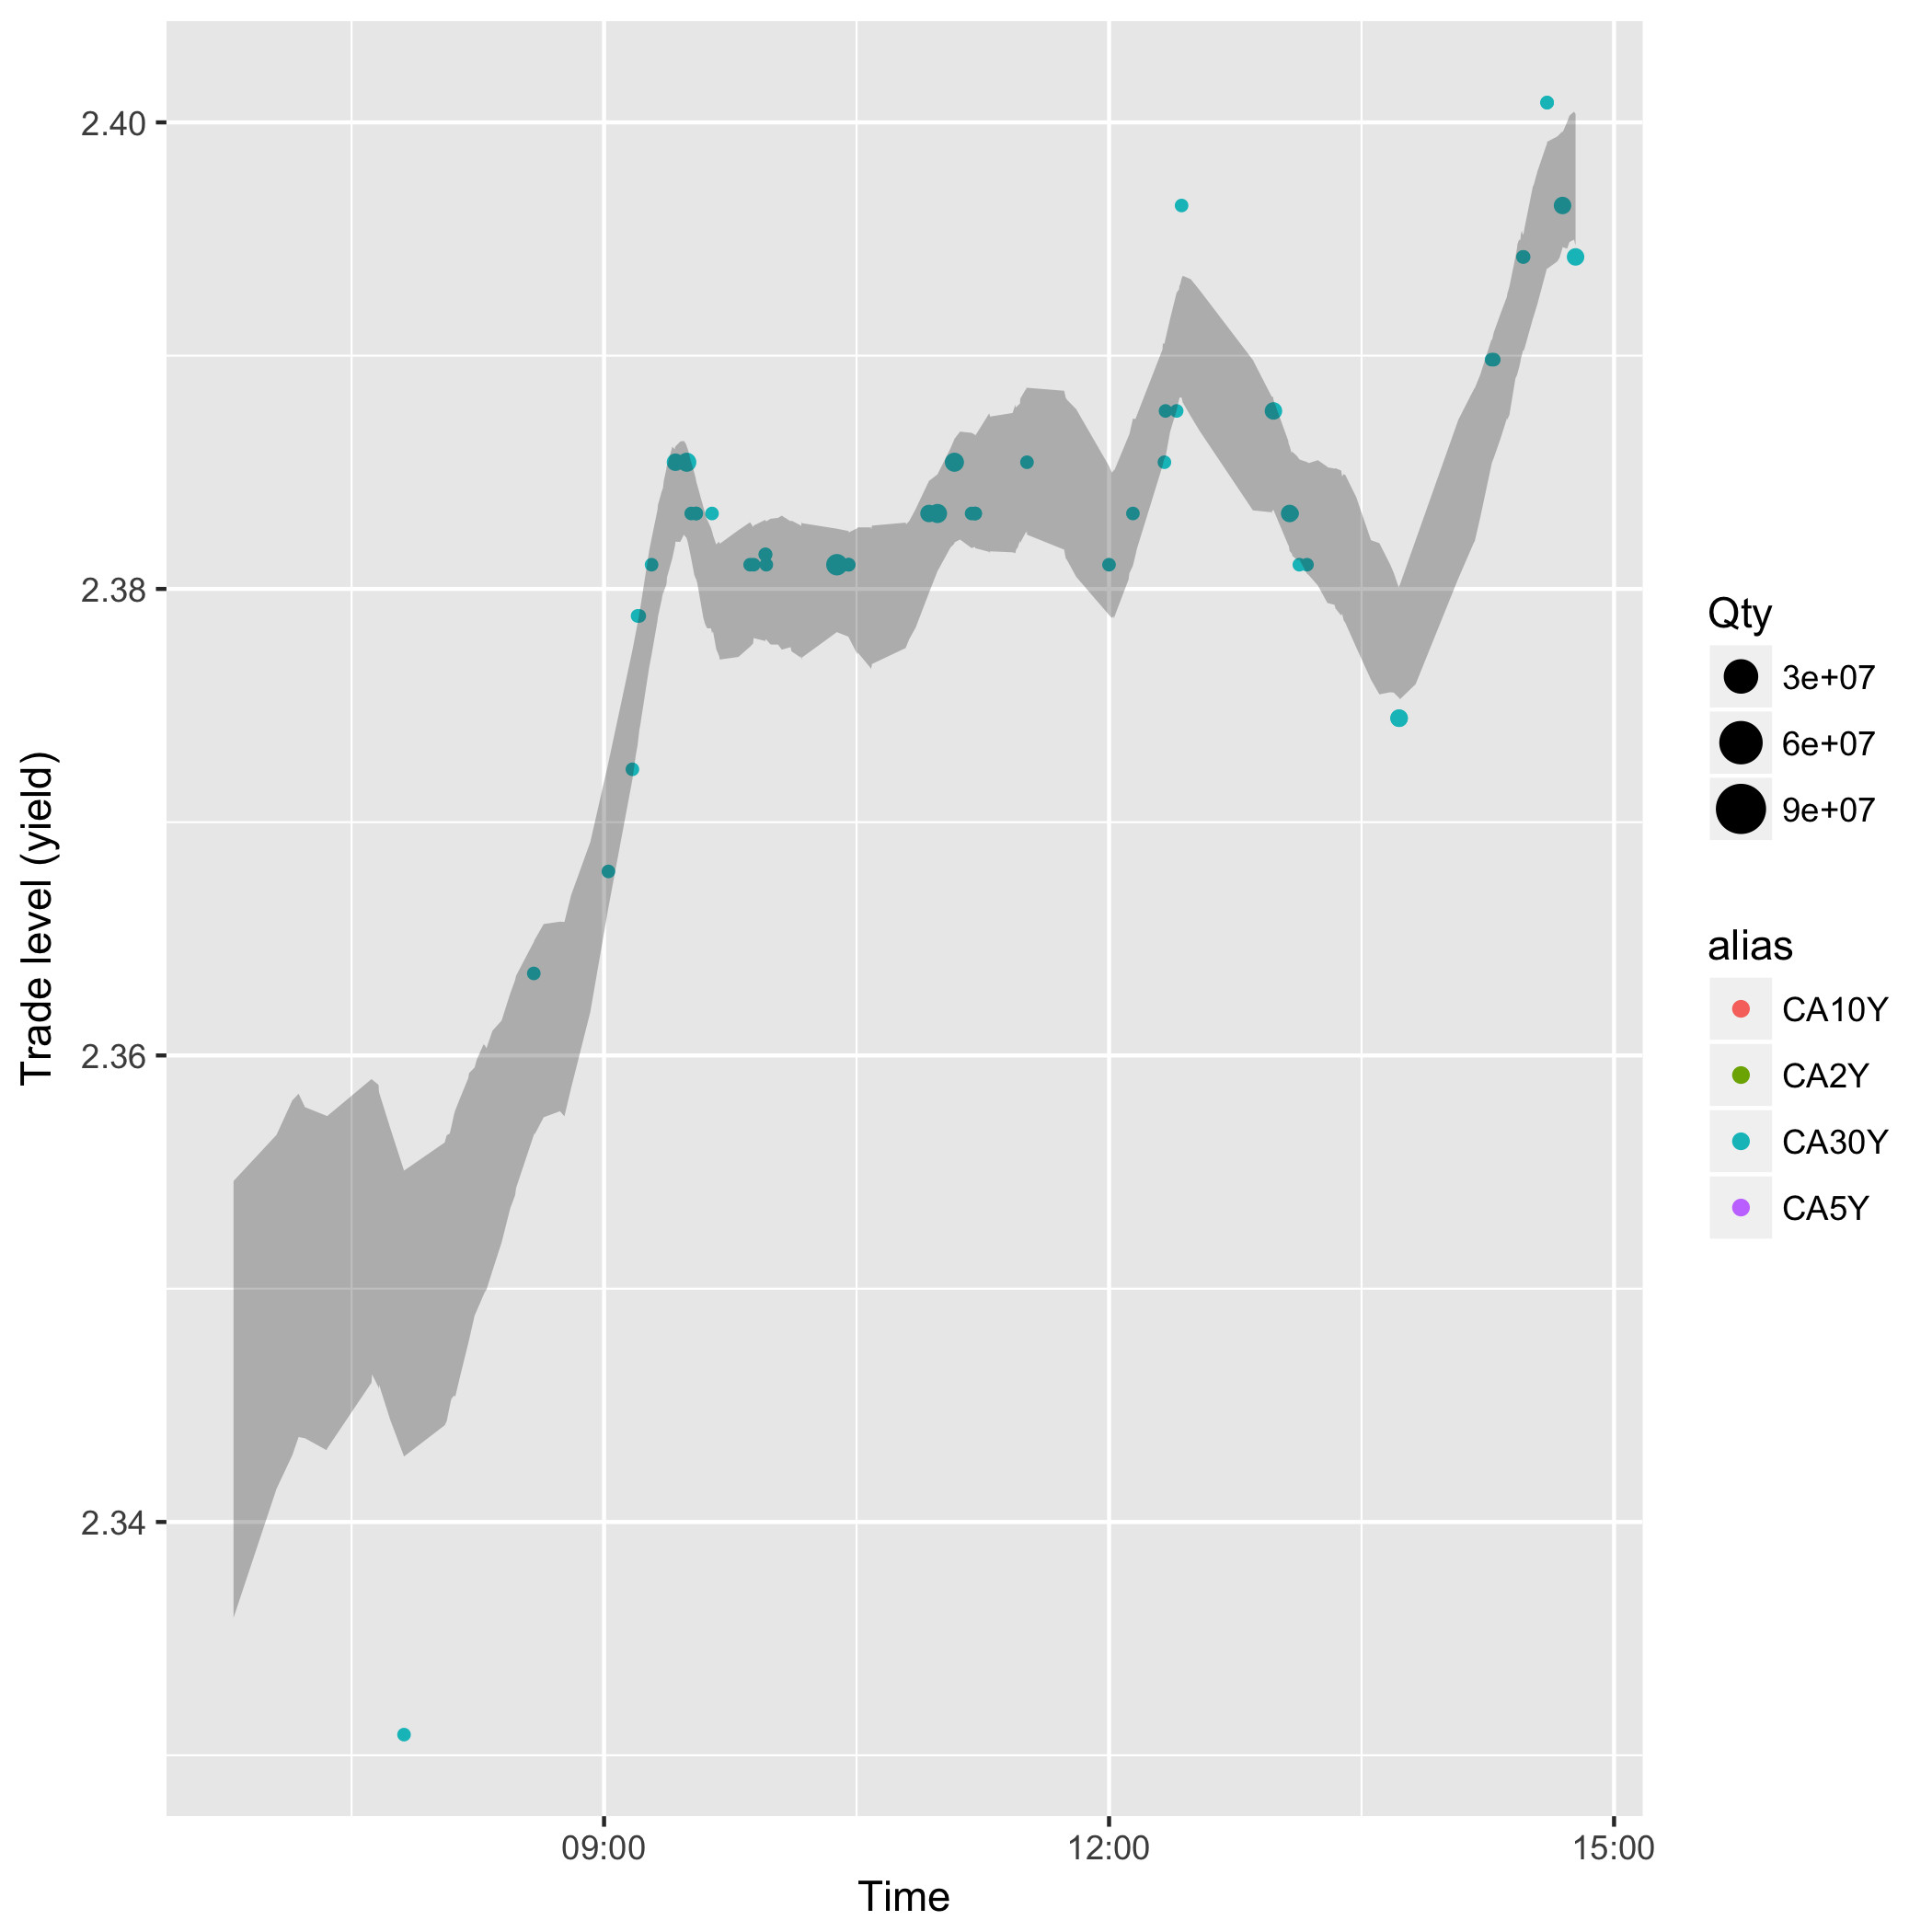 2.40
2.38
2.36
2.34
Trade level (yield)
09:00
12:00
15:00
Time
Qty
3e+07
6e+07
9e+07
alias
CA10Y
CA2Y
CA30Y
CA5Y